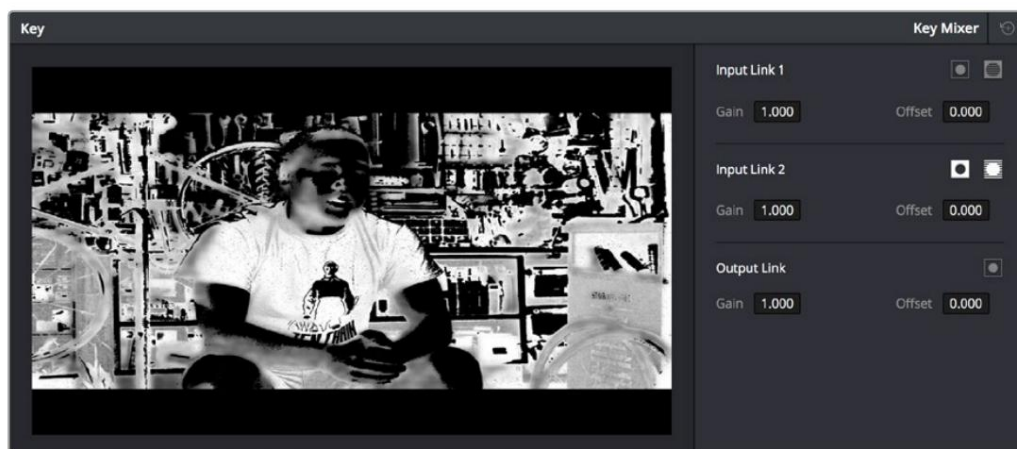 Key
Key Mixer
Input Link 1
Gain 1.000 Offset 0.000
Input Link 2
Gain 1.000 Offset 0.000
Output Link
Gain 1.000 Offset 0.000